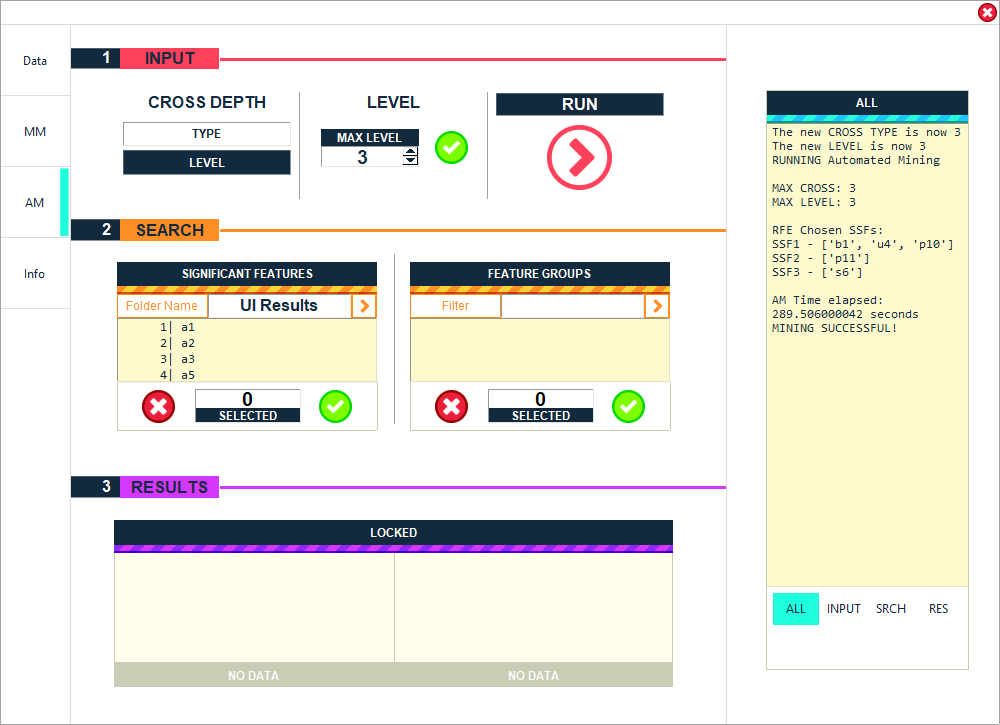 Data
MM
AM
Info
1 INPUT
CROSS DEPTH
TYPE
LEVEL
LEVEL
MAX LEVEL
3
RUN
2 SEARCH
SIGNIFICANT FEATURES
Folder Name UI Results
1| a1
2| a2
3| a3
4| a5
0
SELECTED
FEATURE GROUPS
Filter
0
SELECTED
3 RESULTS
LOCKED
NO DATA NO DATA
ALL
The new CROSS TYPE is now 3
The new LEVEL is now 3
RUNNING Automated Mining
MAX CROSS: 3
MAX LEVEL: 3
RFE Chosen SSFs:
SSF1 - ['b1', 'u4', 'p10']
SSF2 - ['p11']
SSF3 - ['s6']
AM Time elapsed:
289.506000042 seconds
MINING SUCCESSFUL!
ALL INPUT SRCH RES